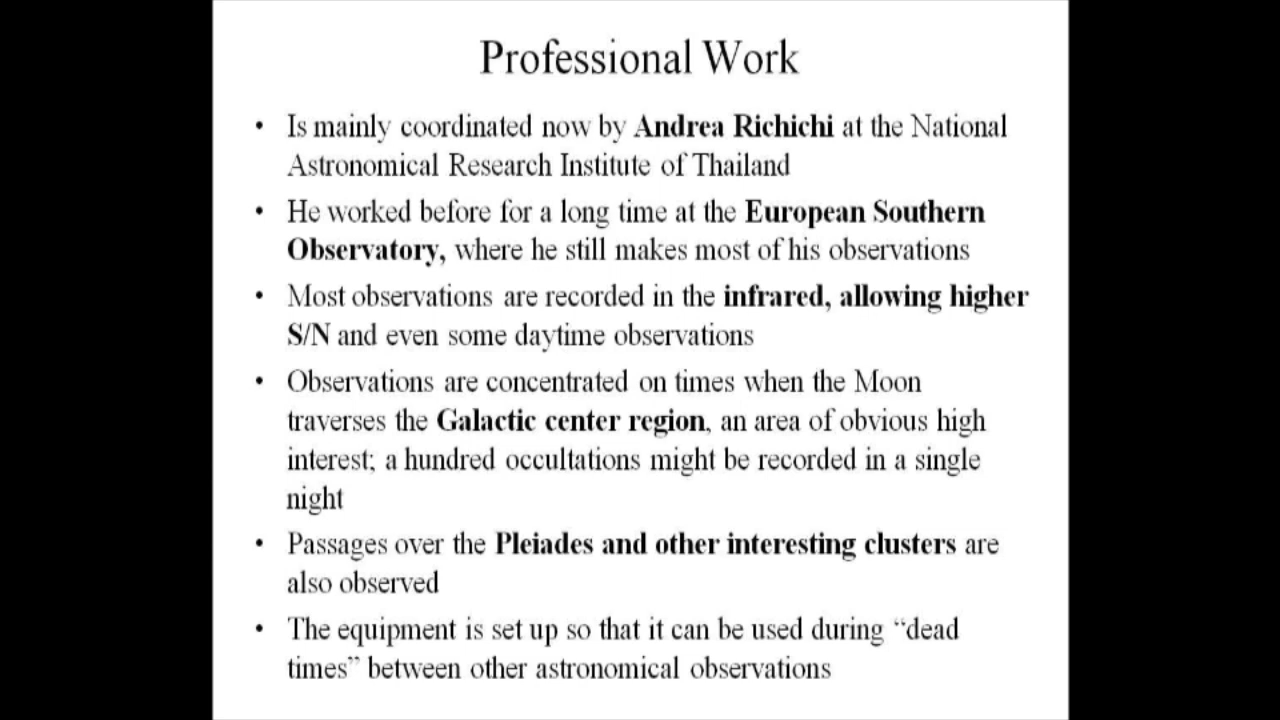 Professional Work
• Is mainly coordinated now by Andrea Richichi at the National
Astronomical Research Institute of Thailand
• He worked before for a long time at the European Southern
Observatory, where he still makes most of his observations
• Most observations are recorded in the infrared, allowing higher
S/N and even some daytime observations
• Observations are concentrated on times when the Moon
traverses the Galactic center region, an area of obvious high
interest; a hundred occultations might be recorded in a single
night
• Passages over the Pleiades and other interesting clusters are
also observed
• The equipment is set up so that it can be used during “dead
times” between other astronomical observations